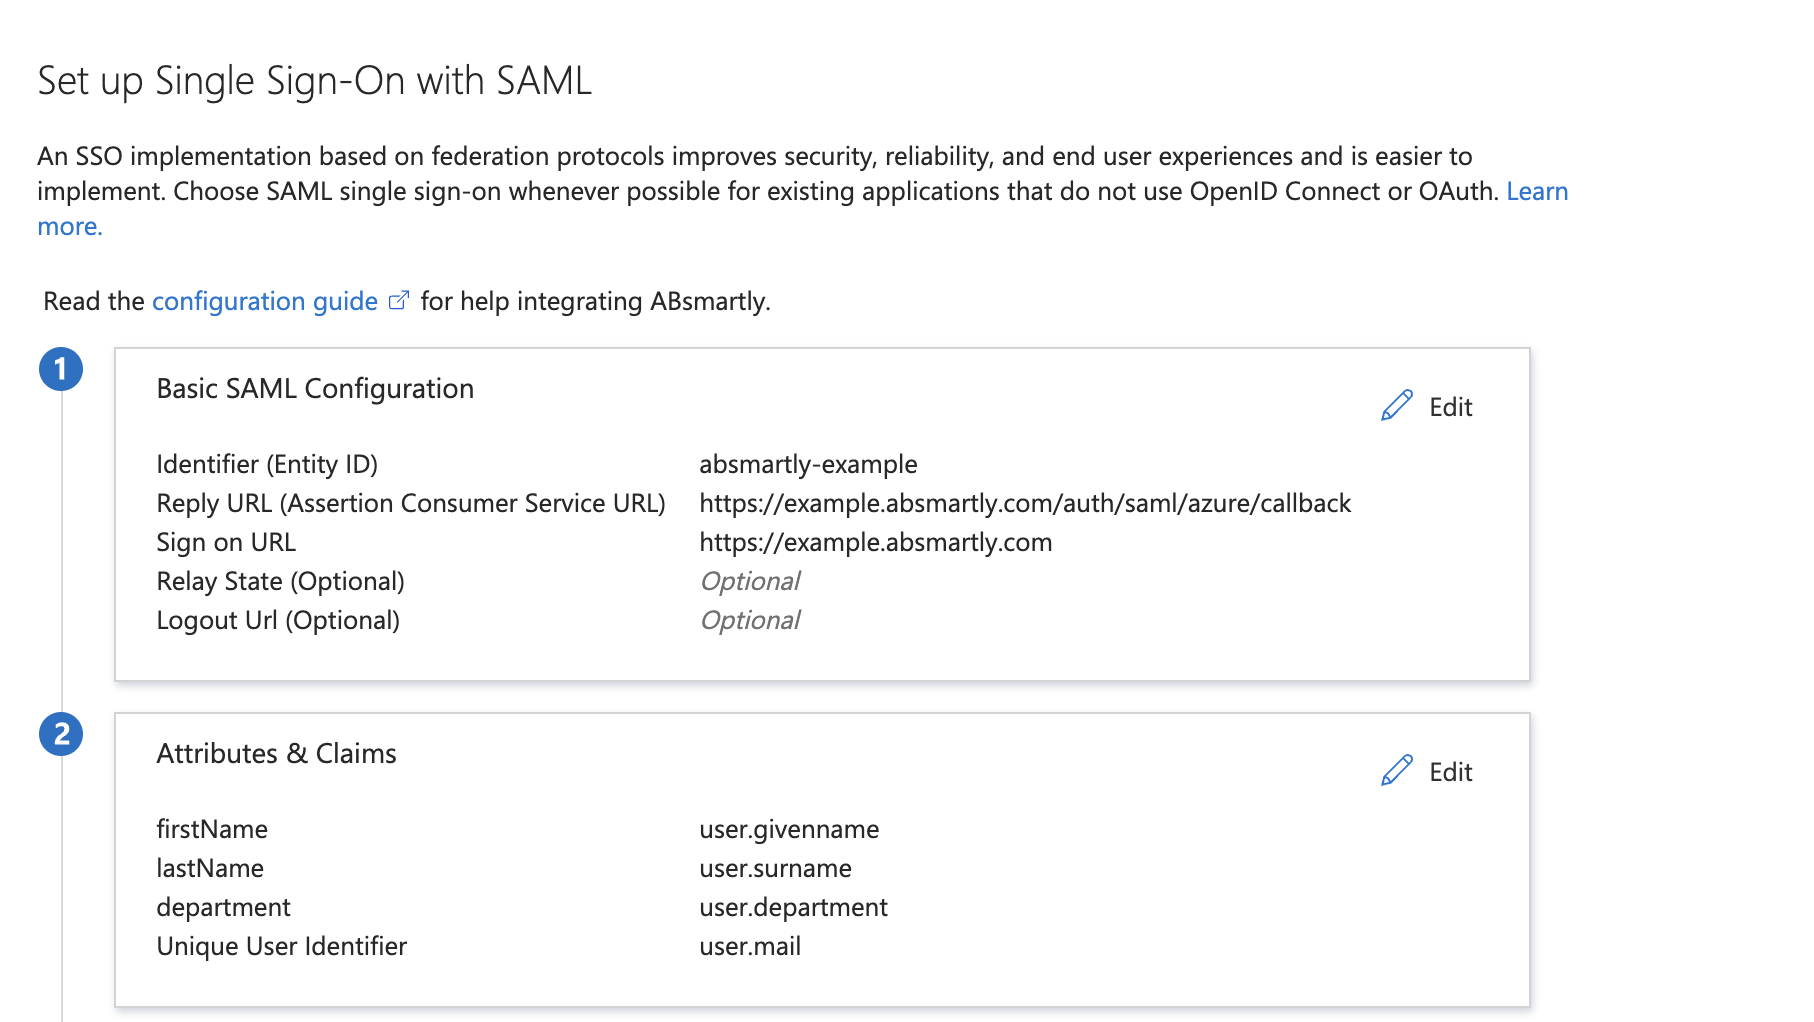 Set up Single Sign-On with SAML
An SSO implementation based on federation protocols improves security, reliability, and end user experiences and is easier to
implement. Choose SAML single sign-on whenever possible for existing applications that do not use OpenID Connect or OAuth. Learn
more.
Read the configuration guide for help integrating ABsmartly.
1
Basic SAML Configuration
Edit
Identifier (Entity ID) absmartly-example
Reply URL (Assertion Consumer Service URL) https://example.absmartly.com/auth/saml/azure/callback
Sign on URL https://example.absmartly.com
Relay State (Optional) Optional
Logout Url (Optional) Optional
2
Attributes & Claims
Edit
firstName user.givenname
lastName user.surname
department user.department
Unique User Identifier user.mail